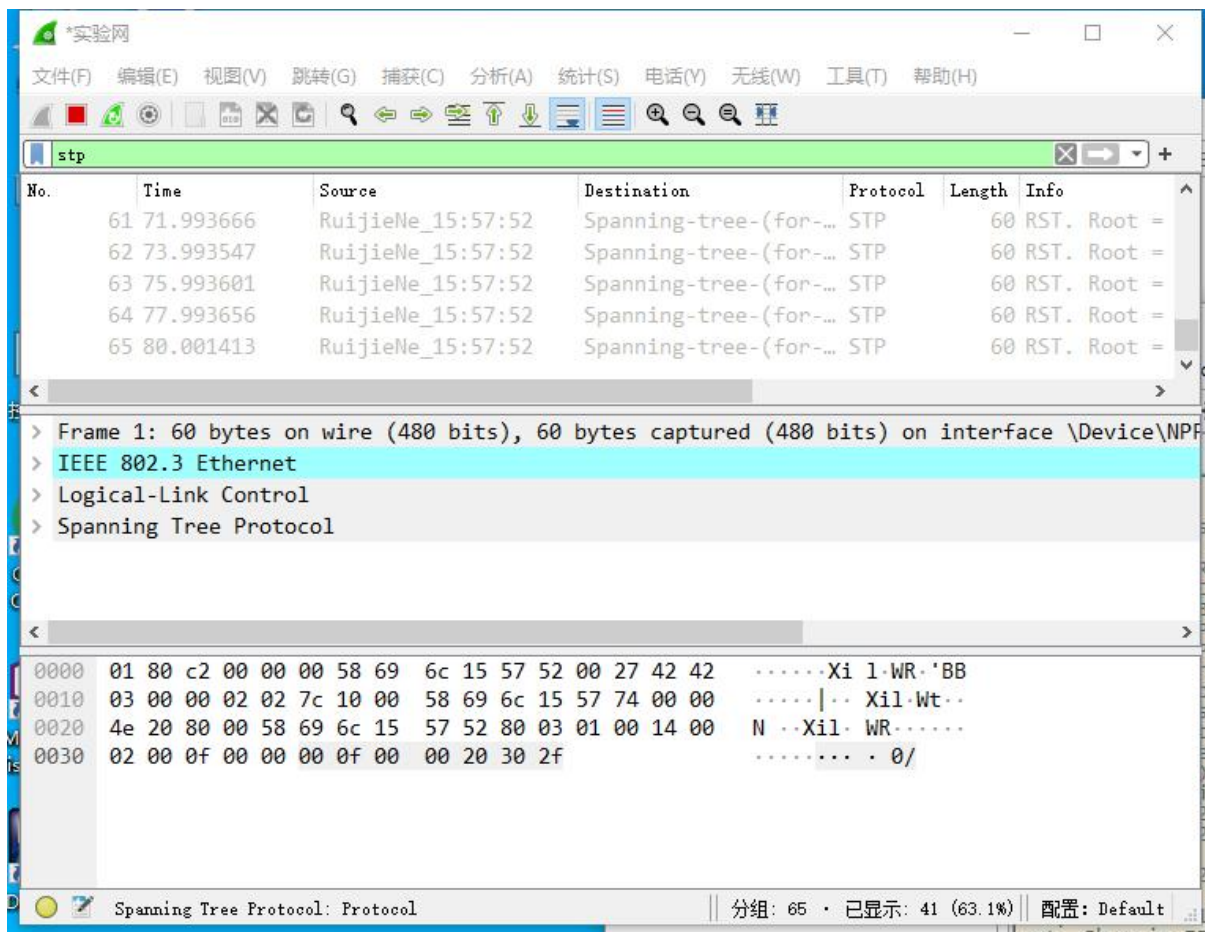 *实验网
文件(F) 编辑(E) 视图(V) 跳转(G) 捕获(C) 分析(A) 统计(S) 电话(Y) 无线(W) 工具(T) 帮助(H)
stp
No. Time Source Destination Protocol Length Info
61 71.993666 RuijieNe_15:57:52 Spanning-tree-(for-… STP 60 RST. Root =
62 73.993547 RuijieNe_15:57:52 Spanning-tree-(for-… STP 60 RST. Root =
63 75.993601 RuijieNe_15:57:52 Spanning-tree-(for-… STP 60 RST. Root =
64 77.993656 RuijieNe_15:57:52 Spanning-tree-(for-… STP 60 RST. Root =
65 80.001413 RuijieNe_15:57:52 Spanning-tree-(for-… STP 60 RST. Root =
> Frame 1: 60 bytes on wire (480 bits), 60 bytes captured (480 bits) on interface \Device\NPF
> IEEE 802.3 Ethernet
> Logical-Link Control
> Spanning Tree Protocol
0000 01 80 c2 00 00 00 58 69 6c 15 57 52 00 27 42 42 ······Xi l·WR·'BB
0010 03 00 00 02 02 7c 10 00 58 69 6c 15 57 74 00 00 ·····|·· Xil·Wt··
0020 4e 20 80 00 58 69 6c 15 57 52 80 03 01 00 14 00 N ··Xil· WR······
0030 02 00 0f 00 00 00 0f 00 00 20 30 2f ········ · 0/
Spanning Tree Protocol: Protocol 分组: 65 · 已显示: 41 (63.1%) 配置: Default